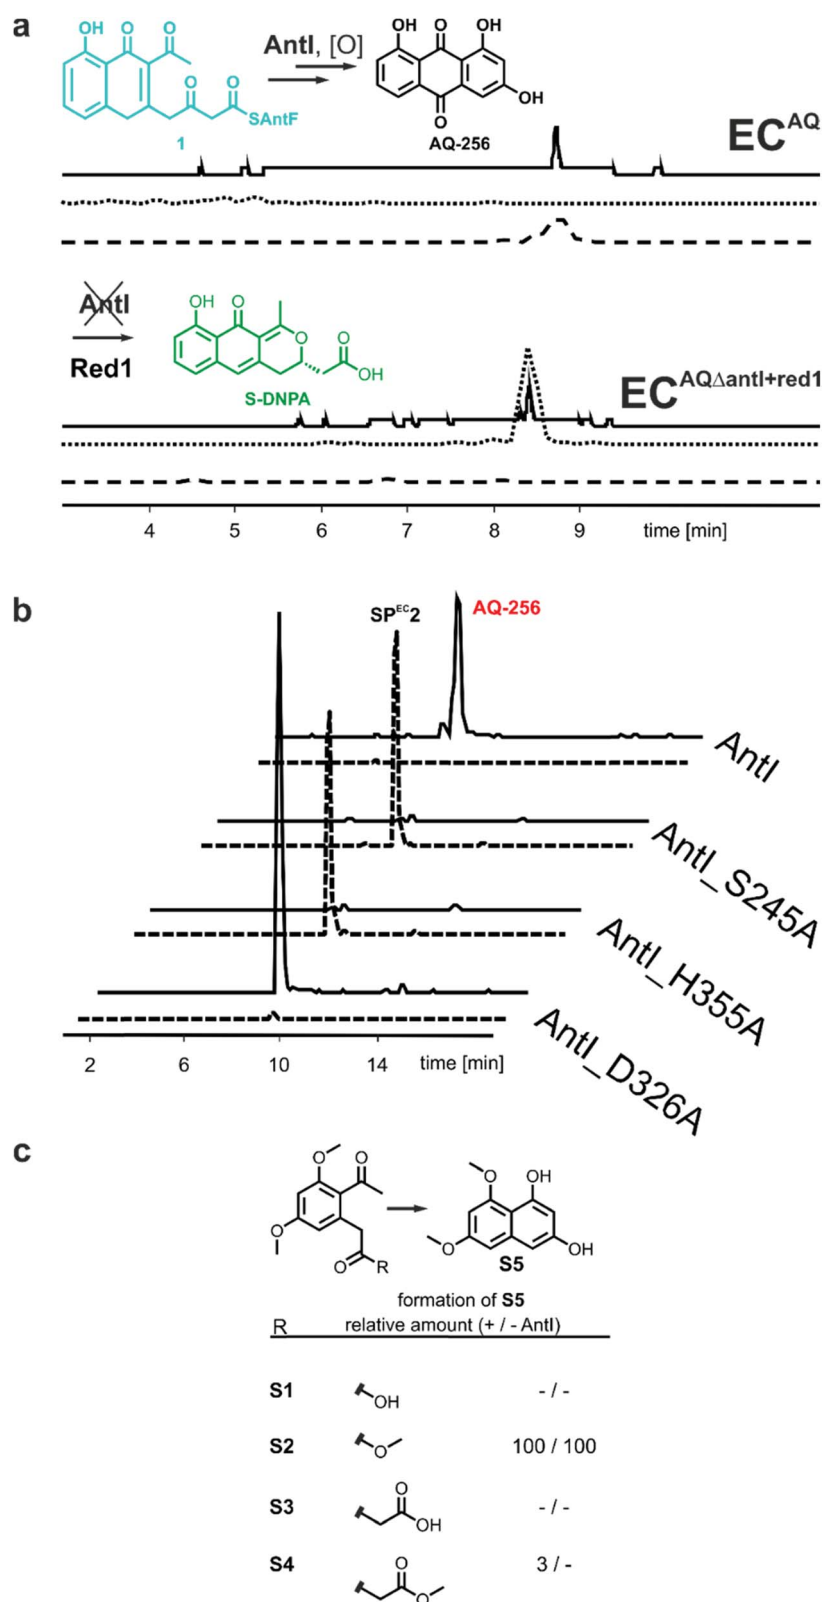 a
OH O O
O O
SAntF
1
AntI, [O]
OH O OH
OH
O
AQ-256
EC^AQ
AntI
Red1
OH O
O
O
OH
S-DNPA
EC^AQΔantI+red1
4 5 6 7 8 9 time [min]
b
SP^EC2
AQ-256
AntI
AntI_S245A
AntI_H355A
AntI_D326A
2 6 10 14 time [min]
c
O O
O
O R
O OH
O OH
S5
formation of S5
R relative amount (+ / - AntI)
S1 OH - / -
S2 O 100 / 100
S3 O OH - / -
S4 O O 3 / -